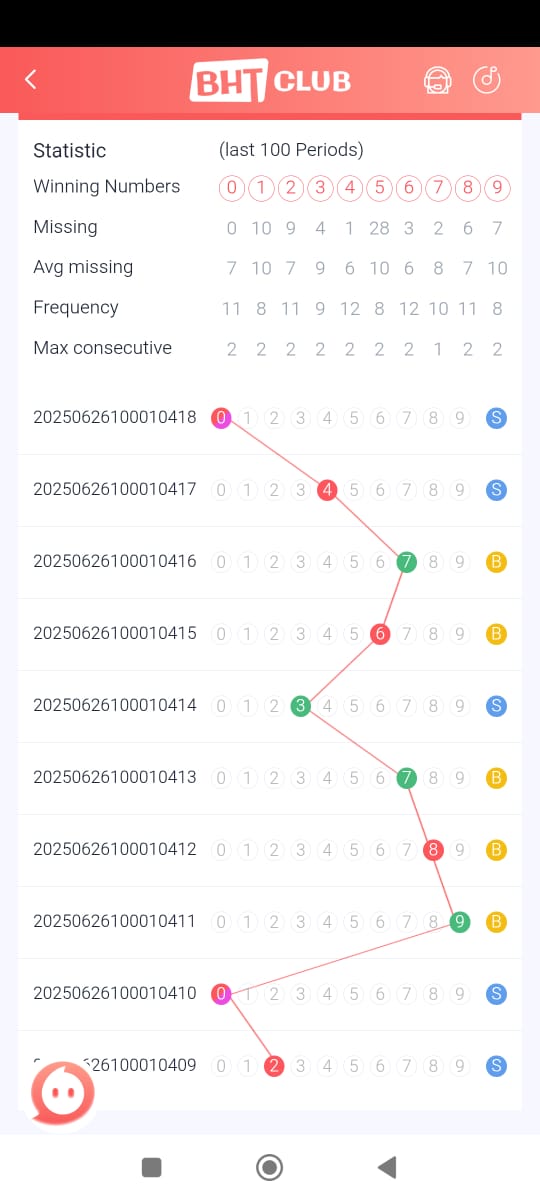 BHT CLUB
Statistic (last 100 Periods)
Winning Numbers 0 1 2 3 4 5 6 7 8 9
Missing 0 10 9 4 1 28 3 2 6 7
Avg missing 7 10 7 9 6 10 6 8 7 10
Frequency 11 8 11 9 12 8 12 10 11 8
Max consecutive 2 2 2 2 2 2 2 1 2 2
20250626100010418 0 1 2 3 4 5 6 7 8 9 S
20250626100010417 0 1 2 3 4 5 6 7 8 9 S
20250626100010416 0 1 2 3 4 5 6 7 8 9 B
20250626100010415 0 1 2 3 4 5 6 7 8 9 B
20250626100010414 0 1 2 3 4 5 6 7 8 9 S
20250626100010413 0 1 2 3 4 5 6 7 8 9 B
20250626100010412 0 1 2 3 4 5 6 7 8 9 B
20250626100010411 0 1 2 3 4 5 6 7 8 9 B
20250626100010410 0 1 2 3 4 5 6 7 8 9 S
0 1 2 3 4 5 6 7 8 9 S